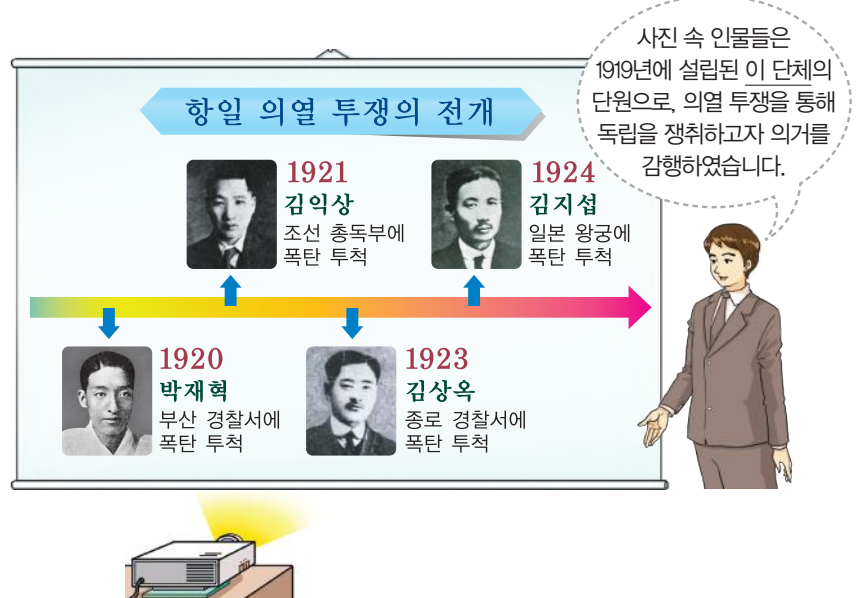 사진 속 인물들은
1919년에 설립된 이 단체의
단원으로, 의열 투쟁을 통해
독립을 쟁취하고자 의거를
감행하였습니다.
항일 의열 투쟁의 전개
1921
김익상
조선 총독부에
폭탄 투척
1924
김지섭
일본 왕궁에
폭탄 투척
1920
박재혁
부산 경찰서에
폭탄 투척
1923
김상옥
종로 경찰서에
폭탄 투척